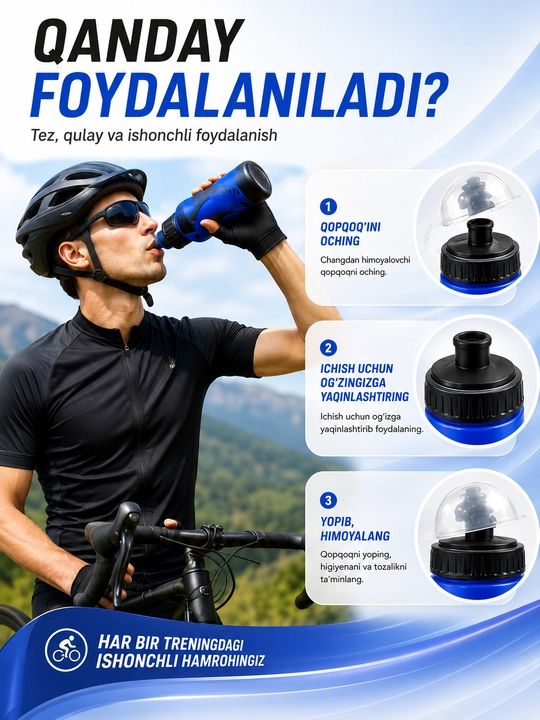 QANDAY
FOYDALANILADI?
Tez, qulay va ishonchli foydalanish
1
QOPQOQ'INI
OCHING
Changdan himoyalovchi
qopqoqni oching.
2
ICHISH UCHUN
OG'ZINGIZGA
YAQINLASHTIRING
Ichish uchun og'izga
yaqinlashtirib foydalaning.
3
YOPIB,
HIMOYALANG
Qopqoqni yoping,
higiyenani va tozalikni
ta'minlang.
HAR BIR TRENINGDAGI
ISHONCHLI HAMROHINGIZ